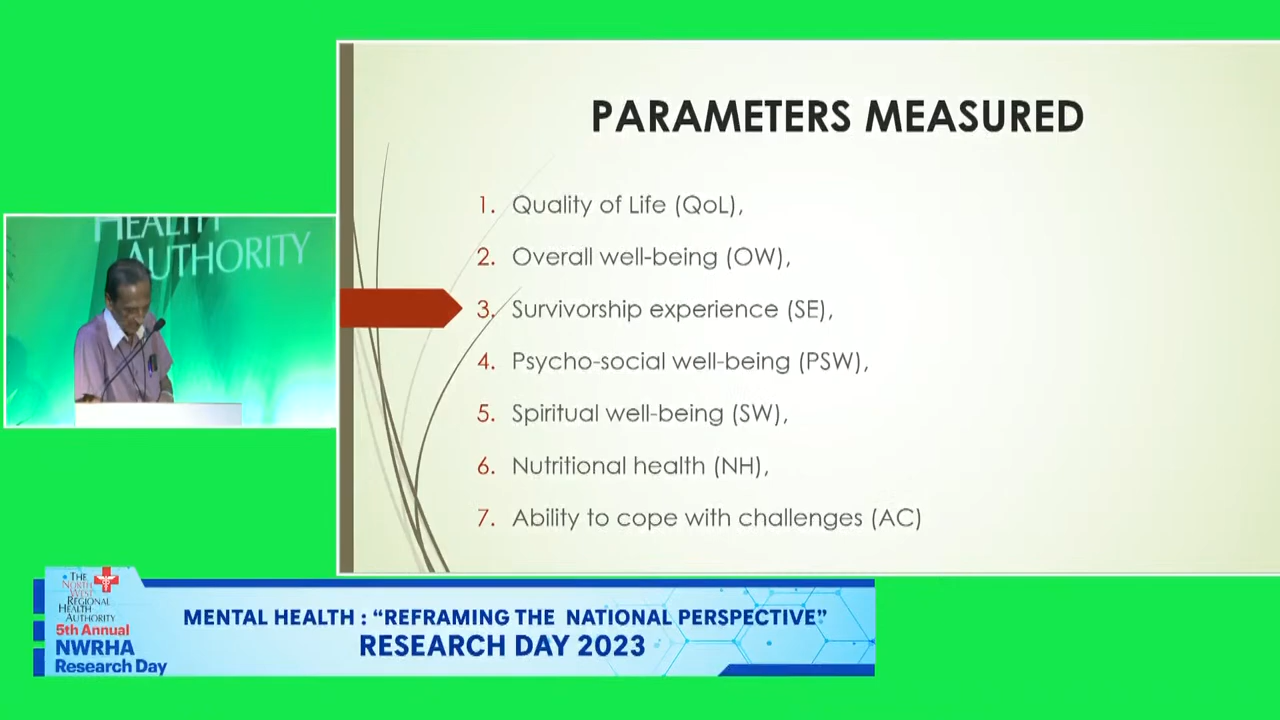 PARAMETERS MEASURED
1. Quality of Life (QoL),
2. Overall well-being (OW),
3. Survivorship experience (SE),
4. Psycho-social well-being (PSW),
5. Spiritual well-being (SW),
6. Nutritional health (NH),
7. Ability to cope with challenges (AC)
HEALTH
AUTHORITY
THE
NORTH
WEST
REGIONAL
HEALTH
AUTHORITY
5th Annual
NWRHA
Research Day
MENTAL HEALTH : “REFRAMING THE NATIONAL PERSPECTIVE”
RESEARCH DAY 2023